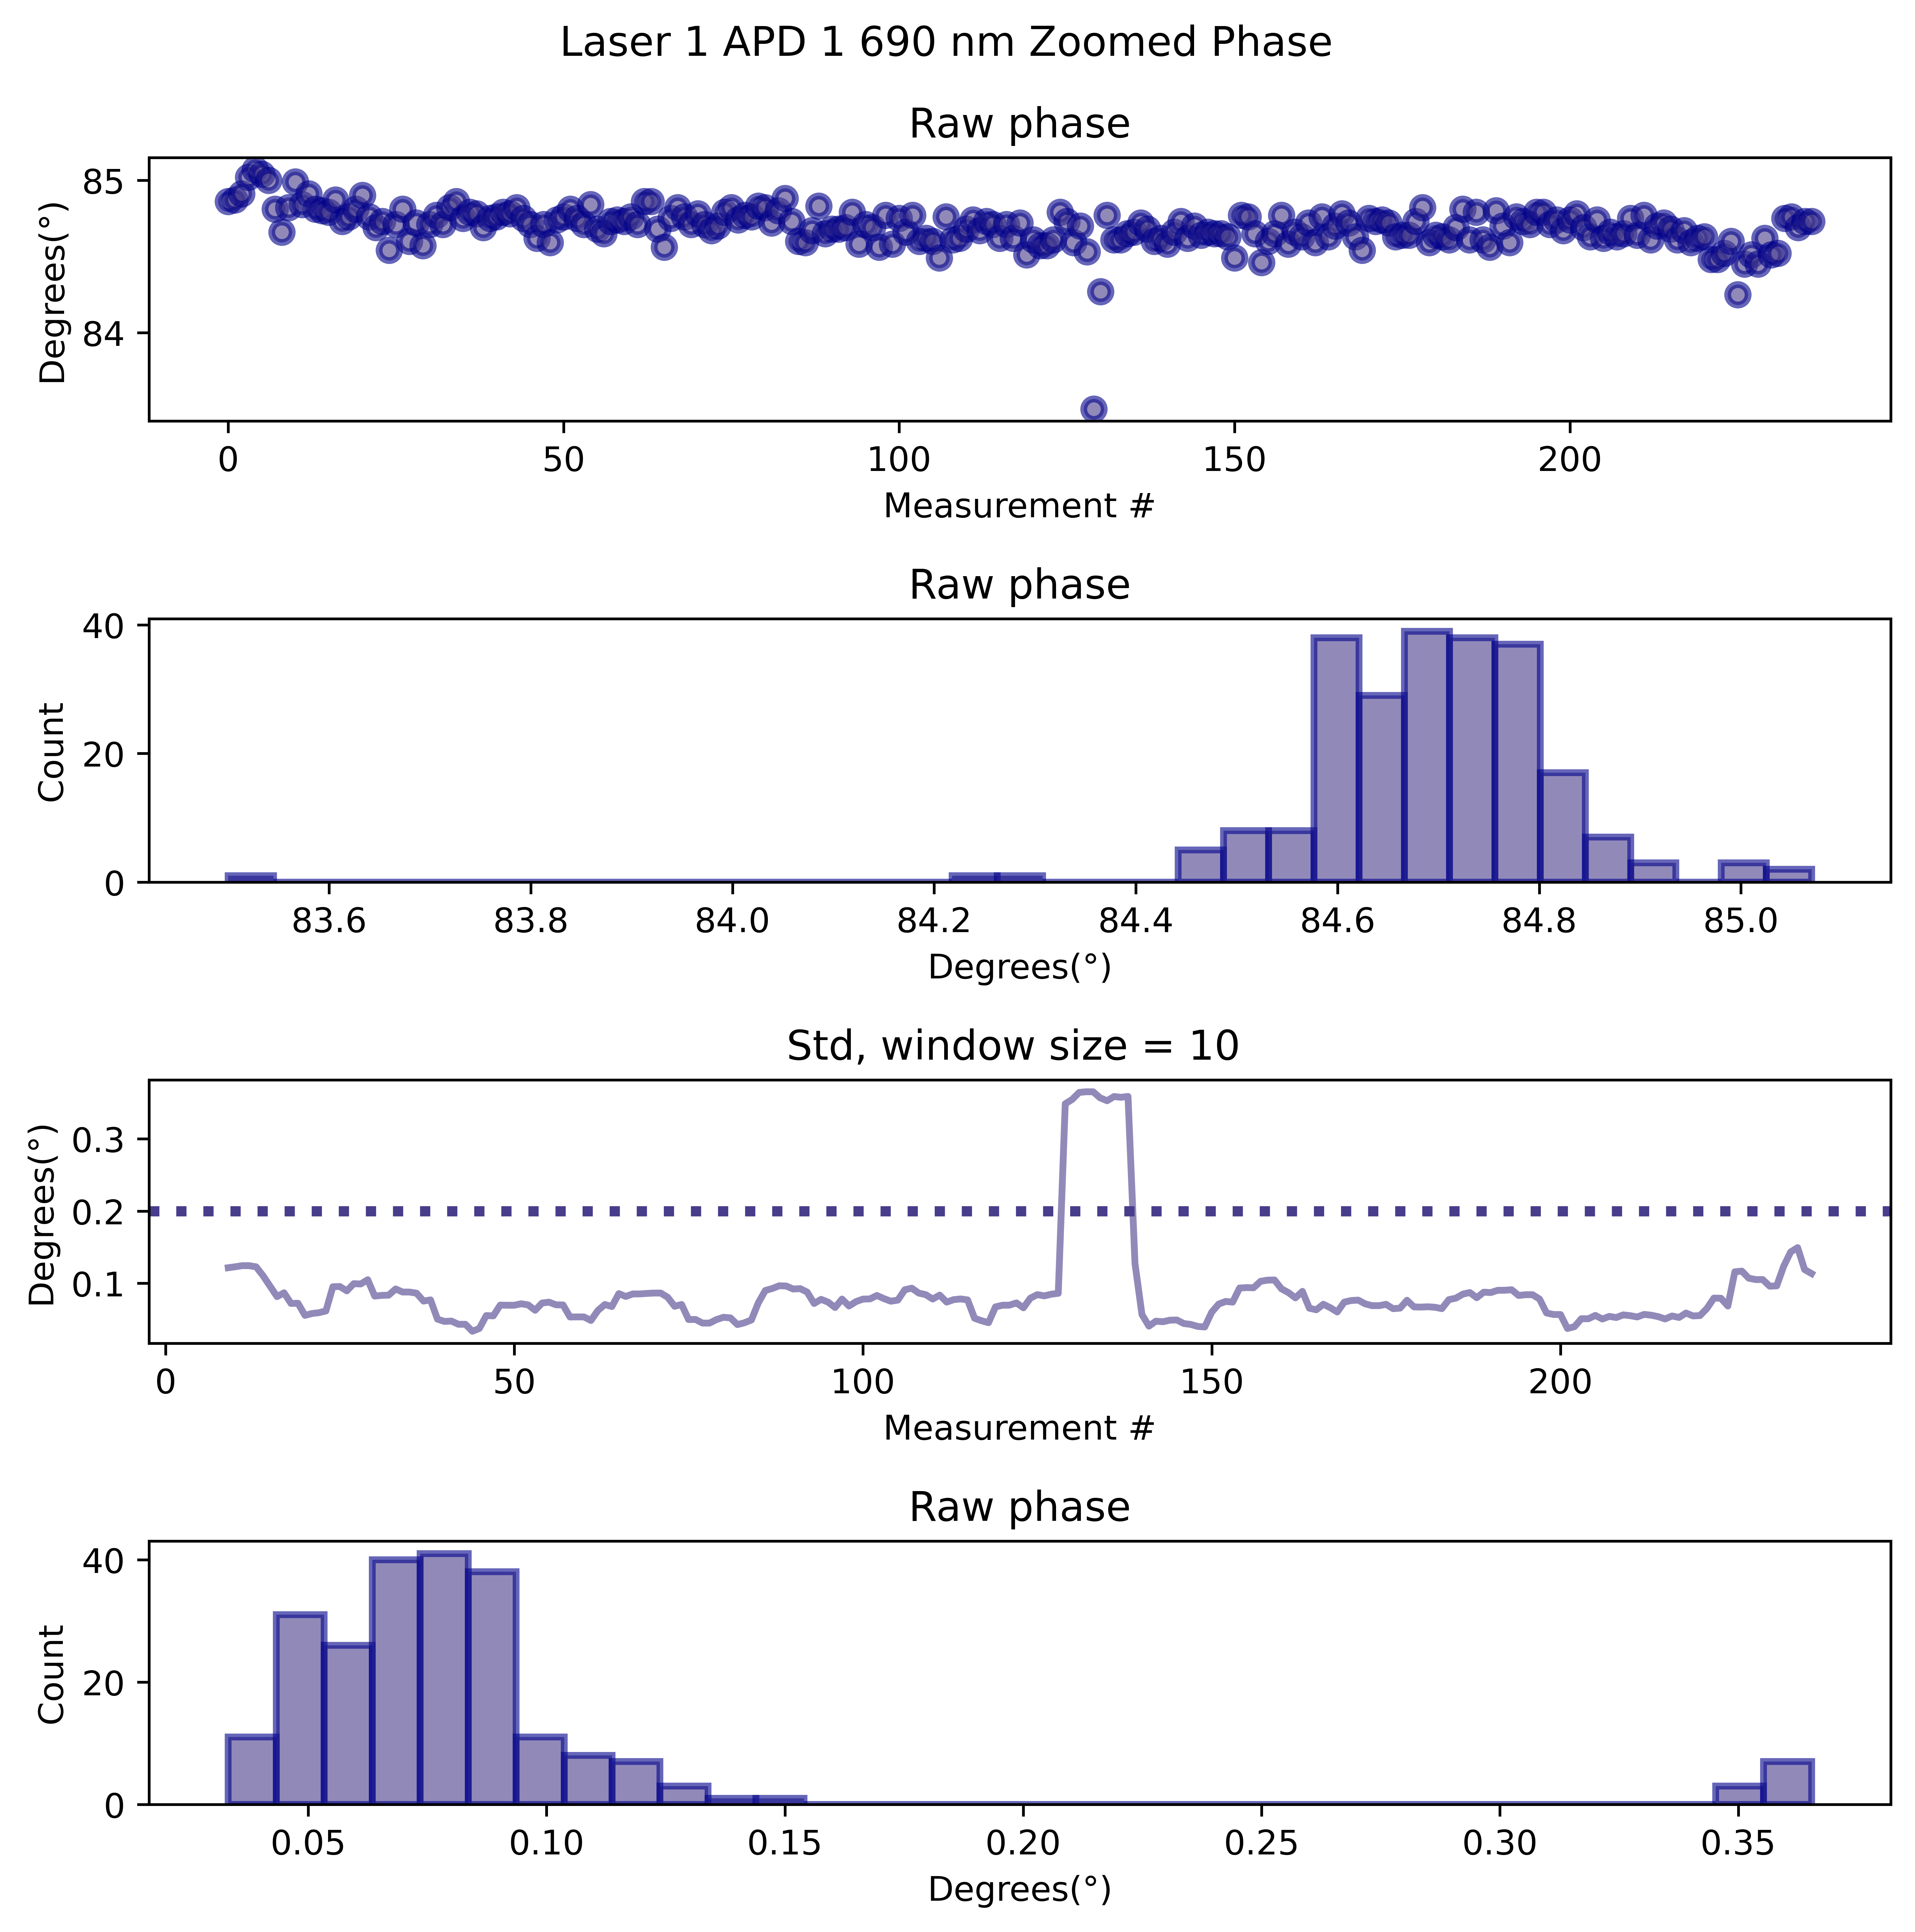 Laser 1 APD 1 690 nm Zoomed Phase
Raw phase
85
84
Degrees(°)
0 50 100 150 200
Measurement #
Raw phase
40
20
0
Count
83.6 83.8 84.0 84.2 84.4 84.6 84.8 85.0
Degrees(°)
Std, window size = 10
0.3
0.2
0.1
Degrees(°)
0 50 100 150 200
Measurement #
Raw phase
40
20
0
Count
0.05 0.10 0.15 0.20 0.25 0.30 0.35
Degrees(°)